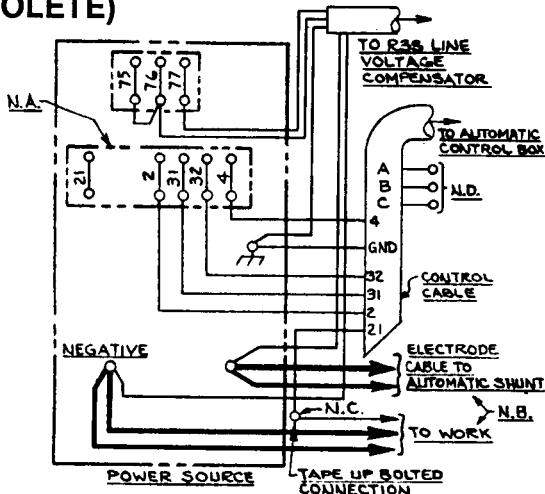 OLETE)
TO R3S LINE
VOLTAGE
COMPENSATOR
75
76
77
N.A.
TO AUTOMATIC
CONTROL BOX
21
2
31
32
4
A
B
C
N.D.
4
GND
32
31
2
21
CONTROL
CABLE
NEGATIVE
ELECTRODE
CABLE TO
AUTOMATIC SHUNT
N.C.
N.B.
TO WORK
POWER SOURCE
TAPE UP BOLTED
CONNECTION